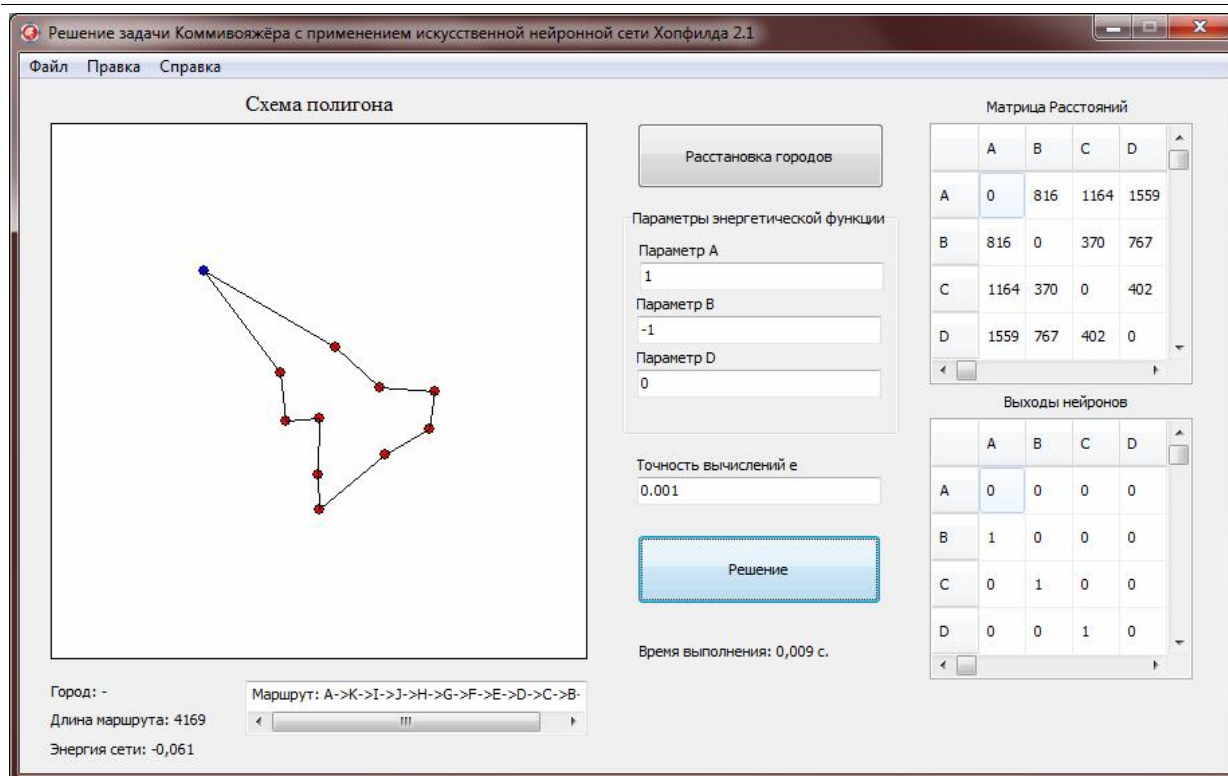 Решение задачи Коммивояжёра с применением искусственной нейронной сети Хопфилда 2.1
Файл Правка Справка
Схема полигона
Расстановка городов
Параметры энергетической функции
Параметр A
1
Параметр B
-1
Параметр D
0
Точность вычислений e
0.001
Решение
Время выполнения: 0,009 с.
Матрица Расстояний
A B C D
A 0 816 1164 1559
B 816 0 370 767
C 1164 370 0 402
D 1559 767 402 0
Выходы нейронов
A B C D
A 0 0 0 0
B 1 0 0 0
C 0 1 0 0
D 0 0 1 0
Город: -
Маршрут: A->K->I->J->H->G->F->E->D->C->B-
Длина маршрута: 4169
Энергия сети: -0,061